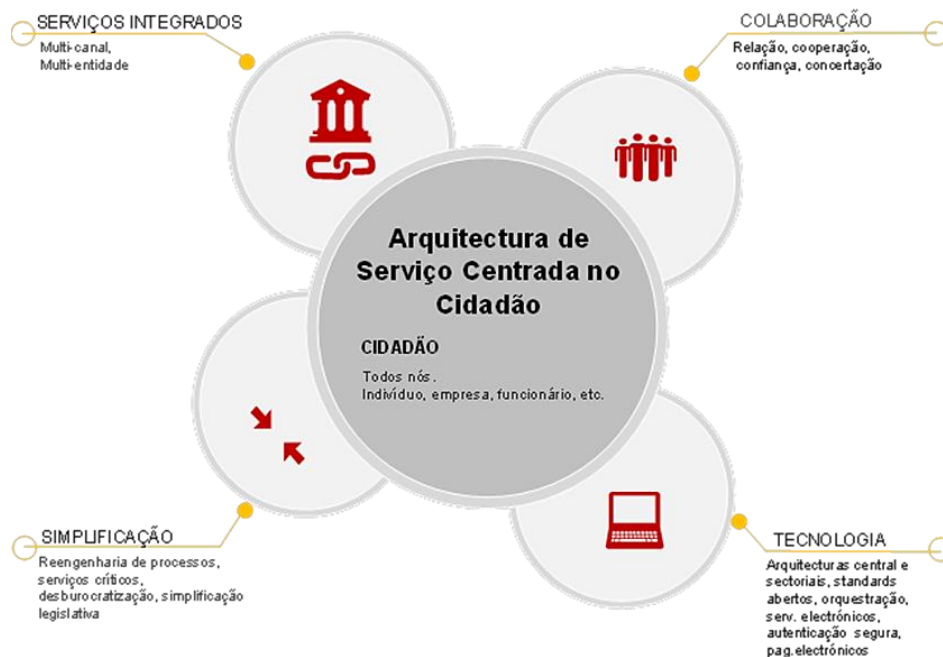 SERVIÇOS INTEGRADOS
Multi-canal,
Multi-entidade
COLABORAÇÃO
Relação, cooperação,
confiança, concertação
Arquitectura de
Serviço Centrada no
Cidadão
CIDADÃO
Todos nós.
Indivíduo, empresa, funcionário, etc.
SIMPLIFICAÇÃO
Reengenharia de processos,
serviços críticos,
desburocratização, simplificação
legislativa
TECNOLOGIA
Arquitecturas central e
sectoriais, standards
abertos, orquestração,
serv. electrónicos,
autenticação segura,
pag.electrónicos